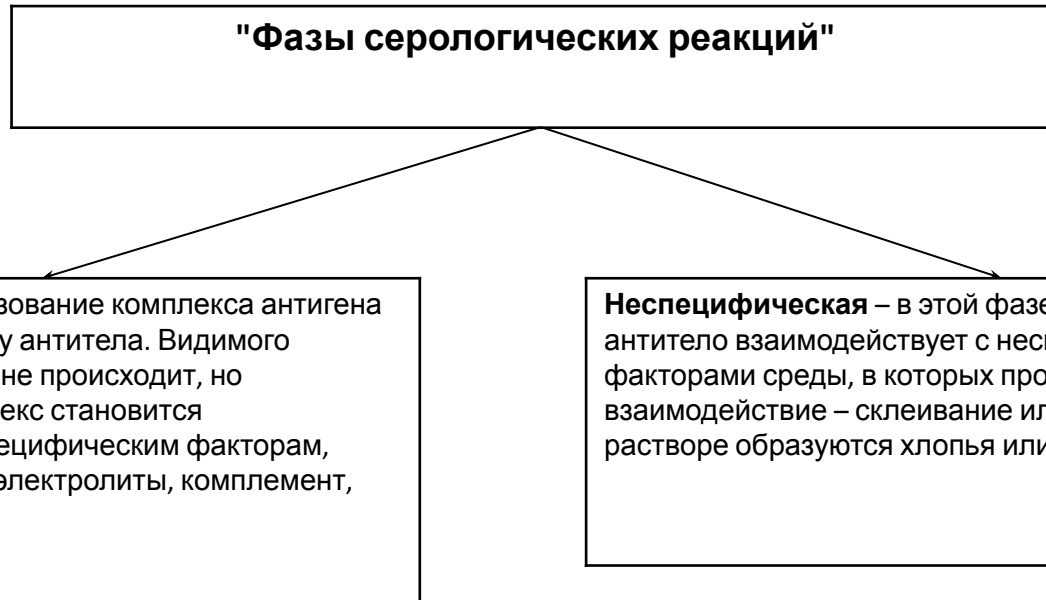 "Фазы серологических реакций"
зование комплекса антигена
у антитела. Видимого
не происходит, но
екс становится
ецифическим факторам,
электролиты, комплемент,
Неспецифическая – в этой фазе
антитело взаимодействует с нес
факторами среды, в которых про
взаимодействие – склеивание ил
растворе образуются хлопья или